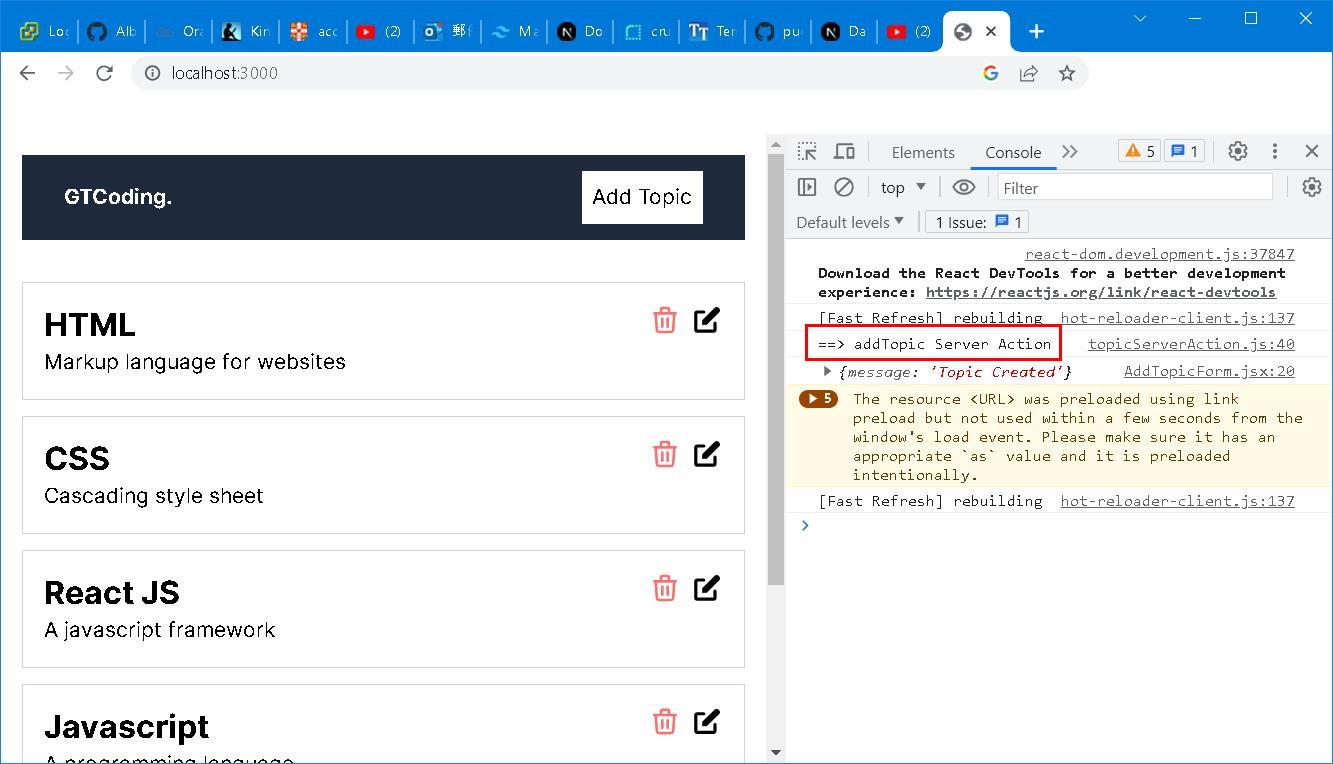 Loc
Alb
Ora
Kin
acc
(2)
郵件
Ma
Do
cru
Ter
pu
Da
(2)
localhost:3000
GTCoding.
Add Topic
HTML
Markup language for websites
CSS
Cascading style sheet
React JS
A javascript framework
Javascript
A programming language
Elements
Console
5
1
top
Filter
Default levels
1 Issue:
1
react-dom.development.js:37847
Download the React DevTools for a better development
experience: https://reactjs.org/link/react-devtools
[Fast Refresh] rebuilding hot-reloader-client.js:137
==> addTopic Server Action topicServerAction.js:40
{message: 'Topic Created'} AddTopicForm.jsx:20
5
The resource <URL> was preloaded using link
preload but not used within a few seconds from the
window's load event. Please make sure it has an
appropriate `as` value and it is preloaded
intentionally.
[Fast Refresh] rebuilding hot-reloader-client.js:137